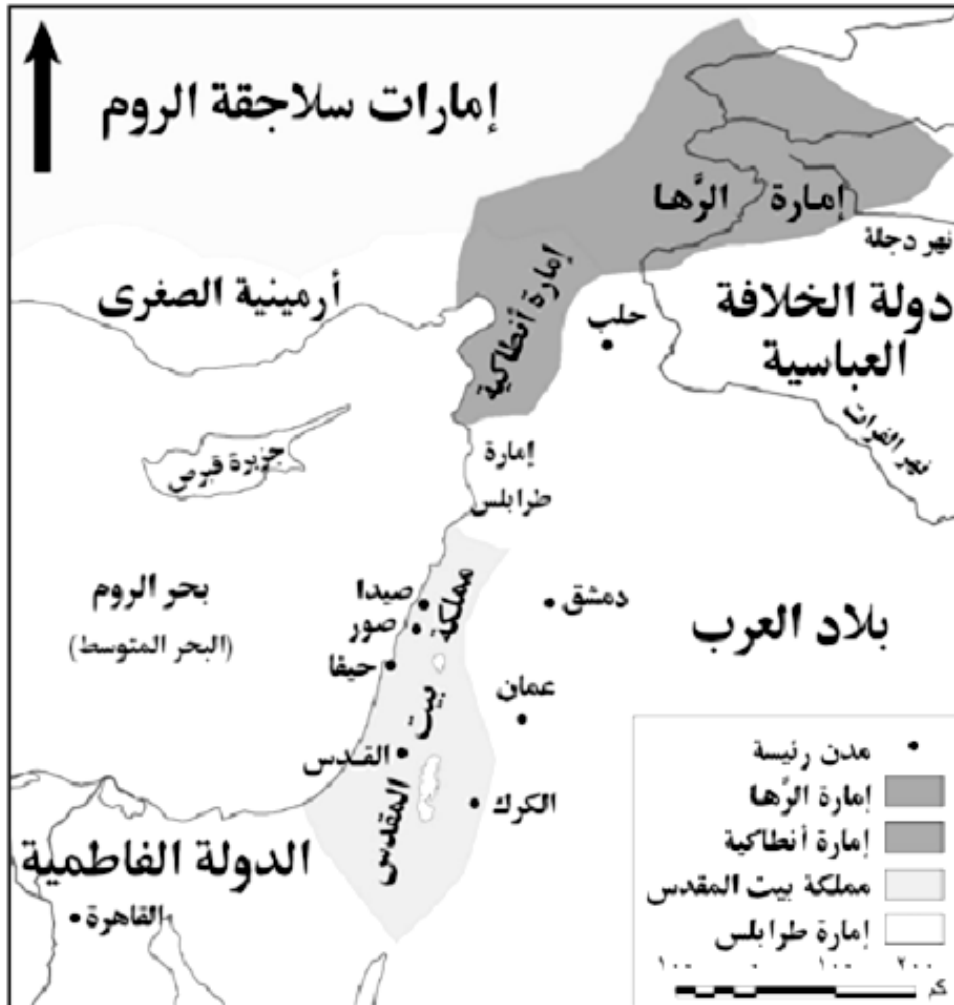 إمارات سلاجقة الروم
إمارة الرَّها
نهر دجلة
أرمينية الصغرى
إمارة أنطاكية
حلب
دولة الخلافة
العباسية
نهر الفرات
جزيرة قبرص
إمارة
طرابلس
بحر الروم
(البحر المتوسط)
صيدا
صور
حيفا
مملكة بيت المقدس
دمشق
بلاد العرب
عمان
القدس
الكرك
الدولة الفاطمية
القاهرة
مدن رئيسة
إمارة الرَّها
إمارة أنطاكية
مملكة بيت المقدس
إمارة طرابلس
١٠٠ ٠ ١٠٠ ٢٠٠
كم